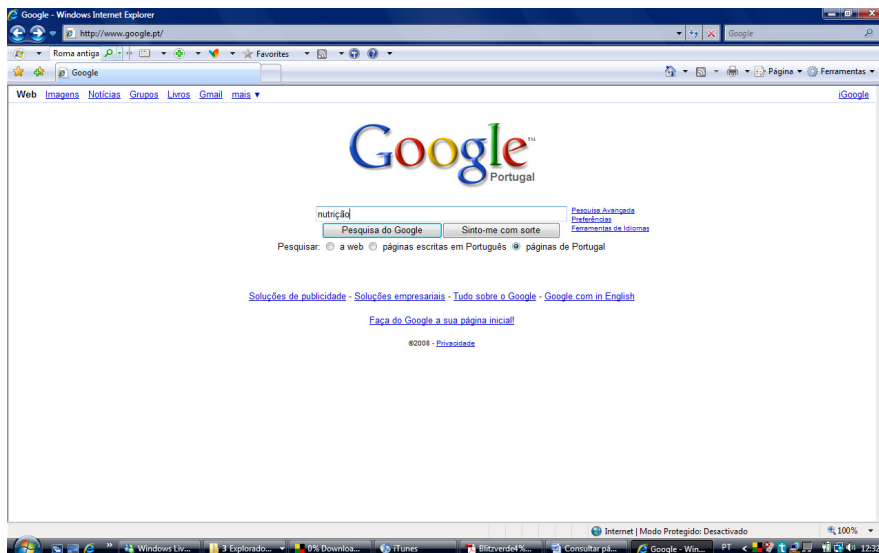 Google - Windows Internet Explorer
http://www.google.pt/
Google
Roma antiga
Favorites
Google
Página
Ferramentas
Web Imagens Notícias Grupos Livros Gmail mais ▼
iGoogle
Google™
Portugal
nutrição
Pesquisa Avançada
Preferências
Ferramentas de Idiomas
Pesquisa do Google
Sinto-me com sorte
Pesquisar: a web páginas escritas em Português páginas de Portugal
Soluções de publicidade - Soluções empresariais - Tudo sobre o Google - Google.com in English
Faça do Google a sua página inicial!
©2008 - Privacidade
Internet | Modo Protegido: Desactivado
100%
Windows Liv...
3 Explorado...
0% Downloa...
iTunes
Blitzverde4%...
Consultar pá...
Google - Win...
PT
12:32